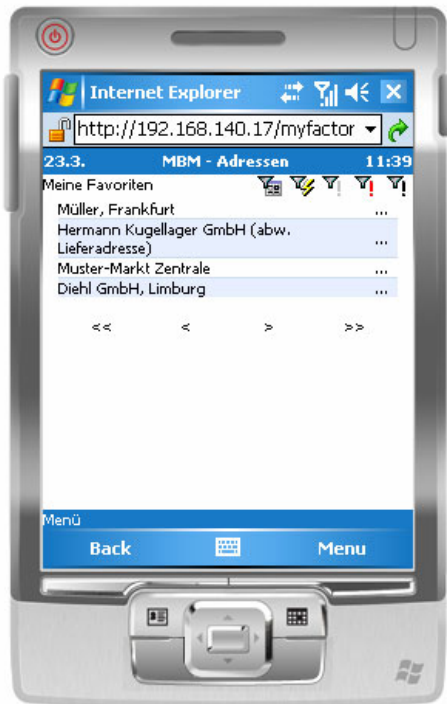 Internet Explorer
http://192.168.140.17/myfactor
23.3. MBM - Adressen 11:39
Meine Favoriten
Müller, Frankfurt ...
Hermann Kugellager GmbH (abw.
Lieferadresse) ...
Muster-Markt Zentrale ...
Diehl GmbH, Limburg ...
<< < > >>
Menü
Back Menu